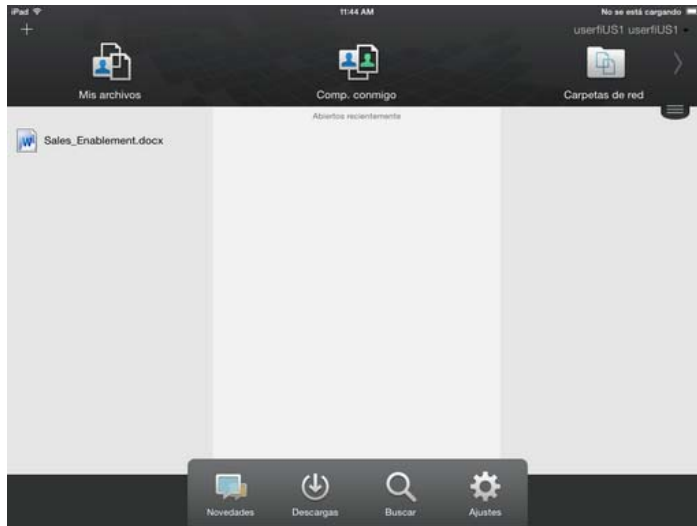 iPad 11:44 AM No se está cargando
+ userfiUS1 userfiUS1
Mis archivos Comp. conmigo Carpetas de red
Abiertos recientemente
Sales_Enablement.docx
Novedades Descargas Buscar Ajustes